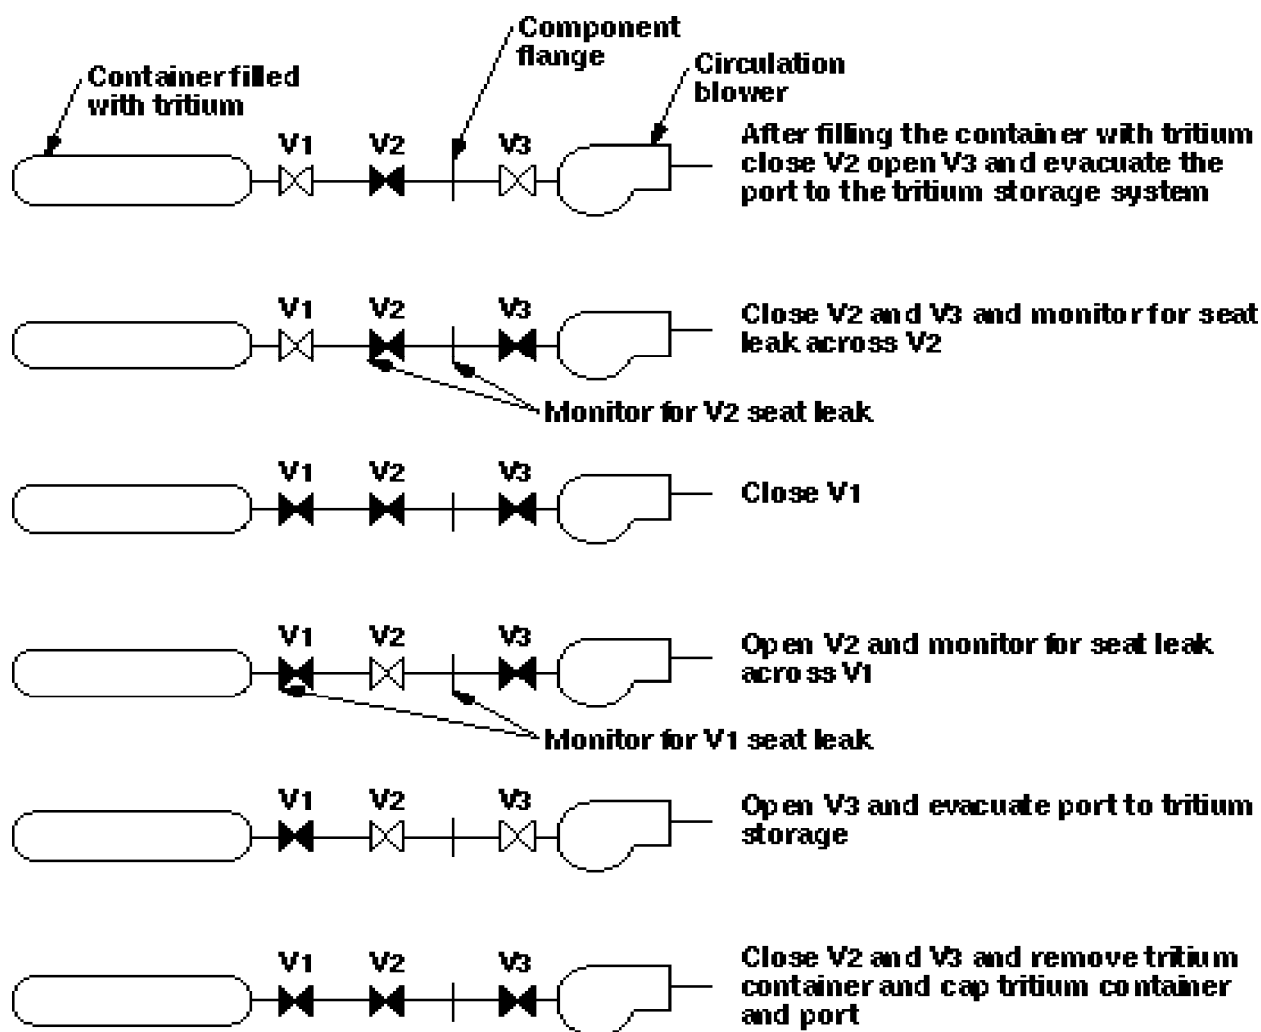 Component
flange
Container filled
with tritium
Circulation
blower
V1 V2 V3
After filling the container with tritium
close V2 open V3 and evacuate the
port to the tritium storage system
V1 V2 V3
Close V2 and V3 and monitor for seat
leak across V2
Monitor for V2 seat leak
V1 V2 V3
Close V1
V1 V2 V3
Open V2 and monitor for seat leak
across V1
Monitor for V1 seat leak
V1 V2 V3
Open V3 and evacuate port to tritium
storage
V1 V2 V3
Close V2 and V3 and remove tritium
container and cap tritium container
and port